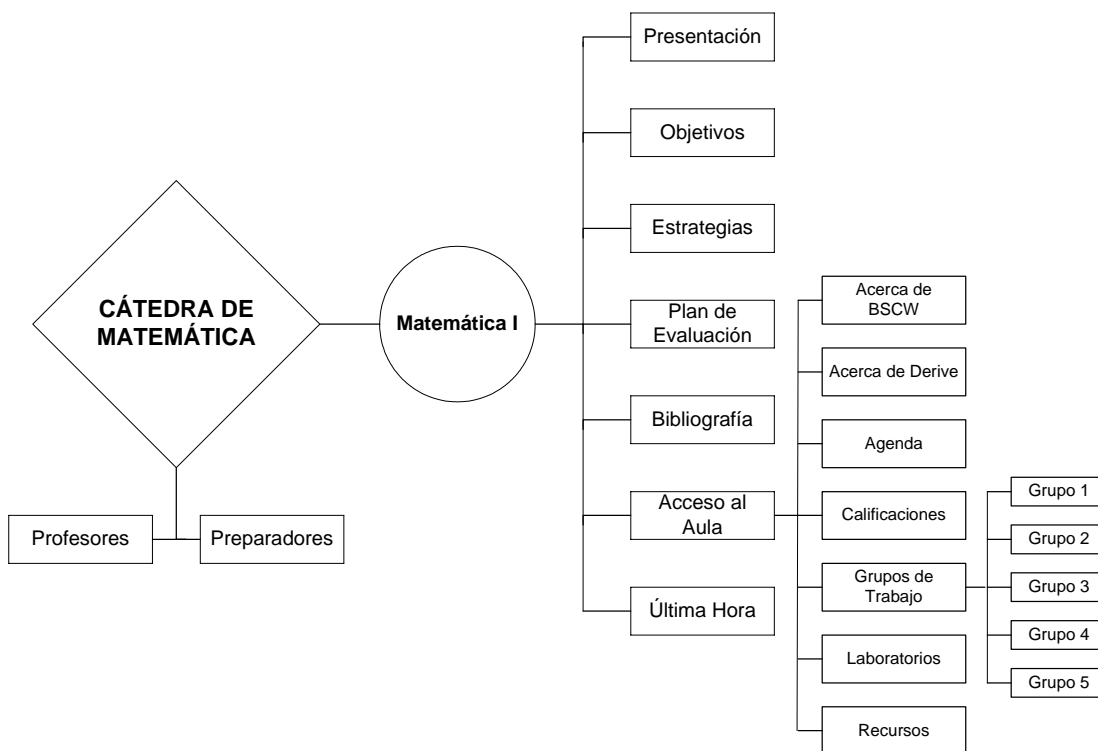 CÁTEDRA DE
MATEMÁTICA
Profesores
Preparadores
Matemática I
Presentación
Objetivos
Estrategias
Plan de
Evaluación
Bibliografía
Acceso al
Aula
Última Hora
Acerca de
BSCW
Acerca de Derive
Agenda
Calificaciones
Grupos de
Trabajo
Laboratorios
Recursos
Grupo 1
Grupo 2
Grupo 3
Grupo 4
Grupo 5